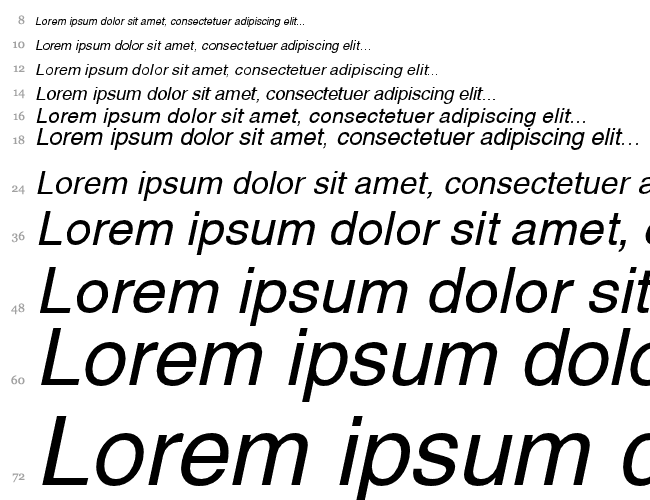 8 Lorem ipsum dolor sit amet, consectetuer adipiscing elit...
10 Lorem ipsum dolor sit amet, consectetuer adipiscing elit...
12 Lorem ipsum dolor sit amet, consectetuer adipiscing elit...
14 Lorem ipsum dolor sit amet, consectetuer adipiscing elit...
16 Lorem ipsum dolor sit amet, consectetuer adipiscing elit...
18 Lorem ipsum dolor sit amet, consectetuer adipiscing elit...
24 Lorem ipsum dolor sit amet, consectetuer a
36 Lorem ipsum dolor sit amet,
48 Lorem ipsum dolor sit
60 Lorem ipsum dolo
72 Lorem ipsum